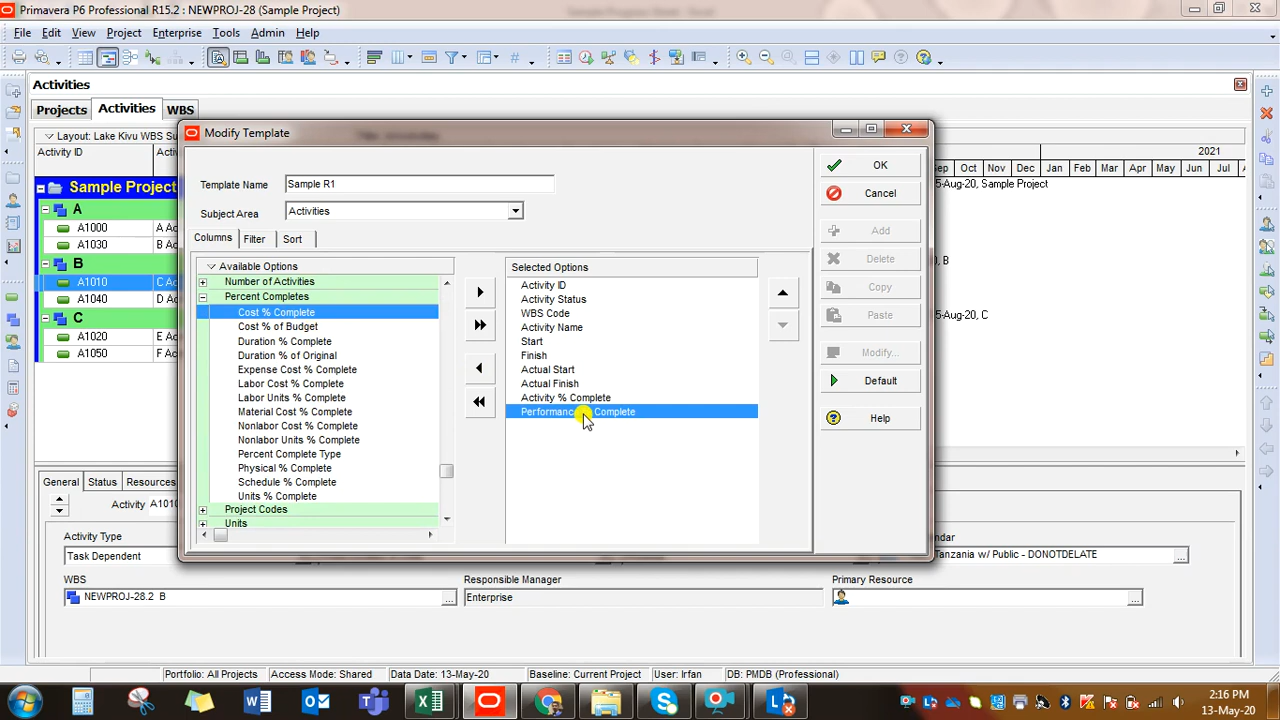 Primavera P6 Professional R15.2 : NEWPROJ-28 (Sample Project)
File Edit View Project Enterprise Tools Admin Help
Activities
Projects Activities WBS
Layout: Lake Kivu WBS Su
Activity ID
2021
Oct Nov Dec Jan Feb Mar Apr May Jun Jul
Sample Project
5-Aug-20, Sample Project
A
A1000 A Ac
A1030 B Ac
B
B
A1010 C Ac
A1040 D Ac
C
C
A1020 E Ac
A1050 F Ac
Modify Template
Template Name Sample R1
Subject Area Activities
Columns Filter Sort
Available Options
Number of Activities
Percent Completes
Cost % Complete
Cost % of Budget
Duration % Complete
Duration % of Original
Expense Cost % Complete
Labor Cost % Complete
Labor Units % Complete
Material Cost % Complete
Nonlabor Cost % Complete
Nonlabor Units % Complete
Percent Complete Type
Physical % Complete
Schedule % Complete
Units % Complete
Project Codes
Units
Selected Options
Activity ID
Activity Status
WBS Code
Activity Name
Start
Finish
Actual Start
Actual Finish
Activity % Complete
Complete
OK
Cancel
Add
Delete
Copy
Paste
Modify...
Default
Help
General Status Resources
Activity A1010
Activity Type
Task Dependent
Tanzania w/ Public - DONOTDELATE
WBS
NEWPROJ-28.2 B
Responsible Manager
Enterprise
Primary Resource
Portfolio: All Projects Access Mode: Shared Data Date: 13-May-20 Baseline: Current Project User: Irfan DB: PMDB (Professional)
2:16 PM
13-May-20